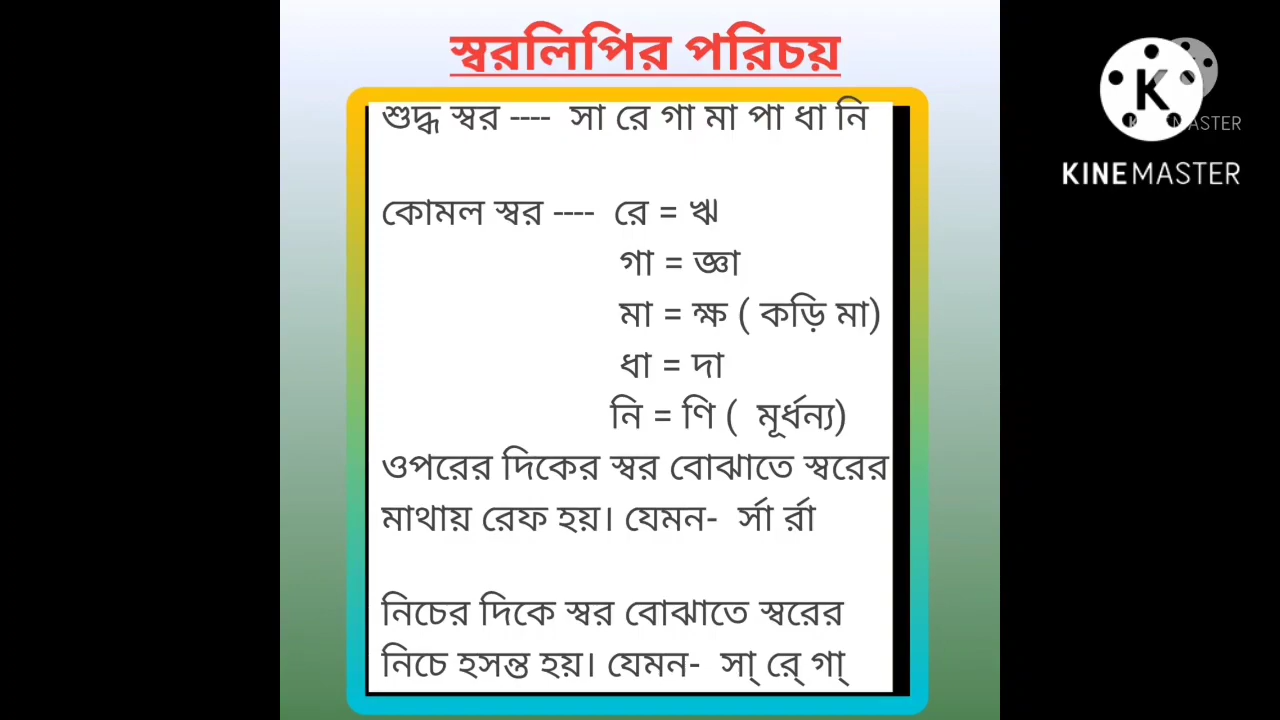 স্বরলিপির পরিচয়
শুদ্ধ স্বর ---- সা রে গা মা পা ধা নি
কোমল স্বর ---- রে = ঋ
গা = জ্ঞা
মা = ক্ষ ( কড়ি মা)
ধা = দা
নি = ণি ( মূর্ধন্য)
ওপরের দিকের স্বর বোঝাতে স্বরের
মাথায় রেফ হয়। যেমন- র্সা র্রা
নিচের দিকে স্বর বোঝাতে স্বরের
নিচে হসন্ত হয়। যেমন- সা্ রে্ গা্
K
KINEMASTER